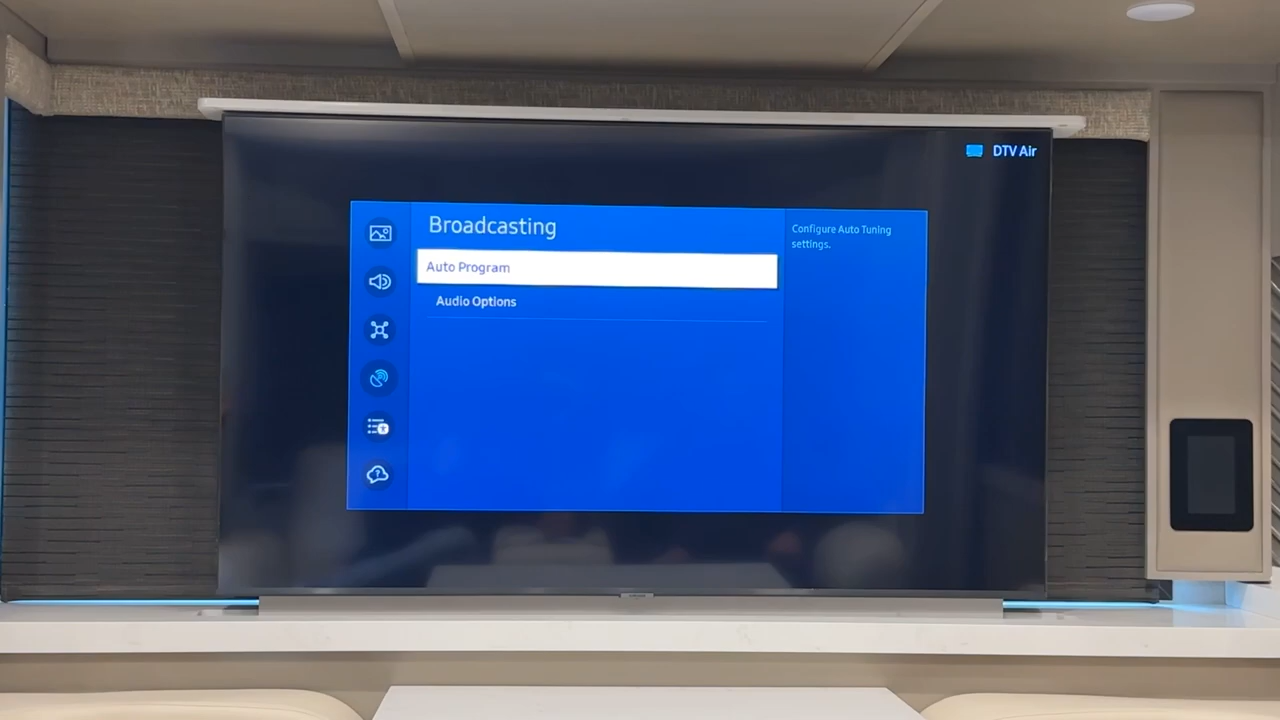 DTV Air
Broadcasting
Auto Program
Audio Options
Configure Auto Tuning
settings.